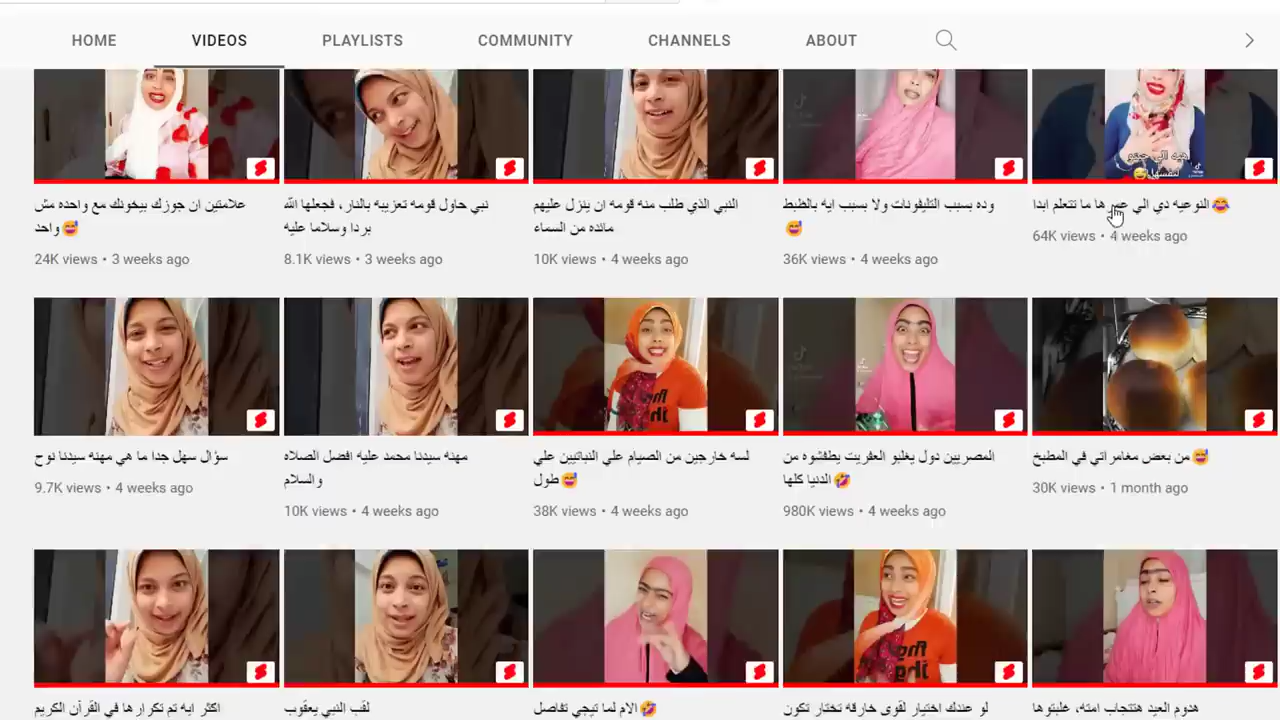 HOME VIDEOS PLAYLISTS COMMUNITY CHANNELS ABOUT
علامتين ان جوزك بيخونك مع واحده مش
واحد 😅
24K views • 3 weeks ago
نبي حاول قومه تعزيبه بالنار، فجعلها الله
بردا وسلاما عليه
8.1K views • 3 weeks ago
النبي الذي طلب منه قومه ان ينزل عليهم
مائده من السماء
10K views • 4 weeks ago
وده بسبب التليفونات ولا بسبب ايه بالظبط
😅
36K views • 4 weeks ago
هيه الي جبتو
لنفسها😅
النوعيه دي الي عمرها ما تتعلم ابدا 😂
64K views • 4 weeks ago
سؤال سهل جدا ما هي مهنه سيدنا نوح
9.7K views • 4 weeks ago
مهنه سيدنا محمد عليه افضل الصلاه
والسلام
10K views • 4 weeks ago
لسه خارجين من الصيام علي النباتيين علي
طول 😅
38K views • 4 weeks ago
المصريين دول يغلبو العفريت يطفشوه من
الدنيا كلها 🤣
980K views • 4 weeks ago
من بعض مغامراتي في المطبخ 😅
30K views • 1 month ago
اكثر ايه تم تكرارها في القرآن الكريم
لقب النبي يعقوب
الام لما تيجي تفاصل 🤣
لو عندك اختيار لقوى خارقه تختار تكون
هدوم العيد هتتجاب امته، غلبتوها